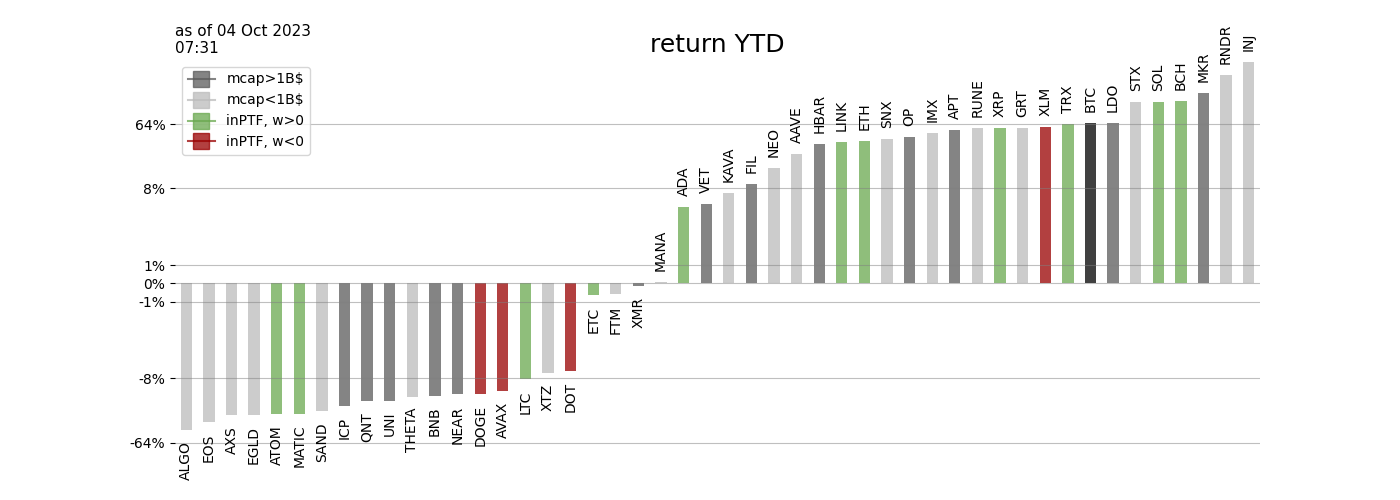 as of 04 Oct 2023
07:31
return YTD
mcap>1B$
mcap<1B$
inPTF, w>0
inPTF, w<0
64%
8%
1%
0%
-1%
-8%
-64%
ALGO
EOS
AXS
EGLD
ATOM
MATIC
SAND
ICP
QNT
UNI
THETA
BNB
NEAR
DOGE
AVAX
LTC
XTZ
DOT
ETC
FTM
XMR
MANA
ADA
VET
KAVA
FIL
NEO
AAVE
HBAR
LINK
ETH
SNX
OP
IMX
APT
RUNE
XRP
GRT
XLM
TRX
BTC
LDO
STX
SOL
BCH
MKR
RNDR
INJ